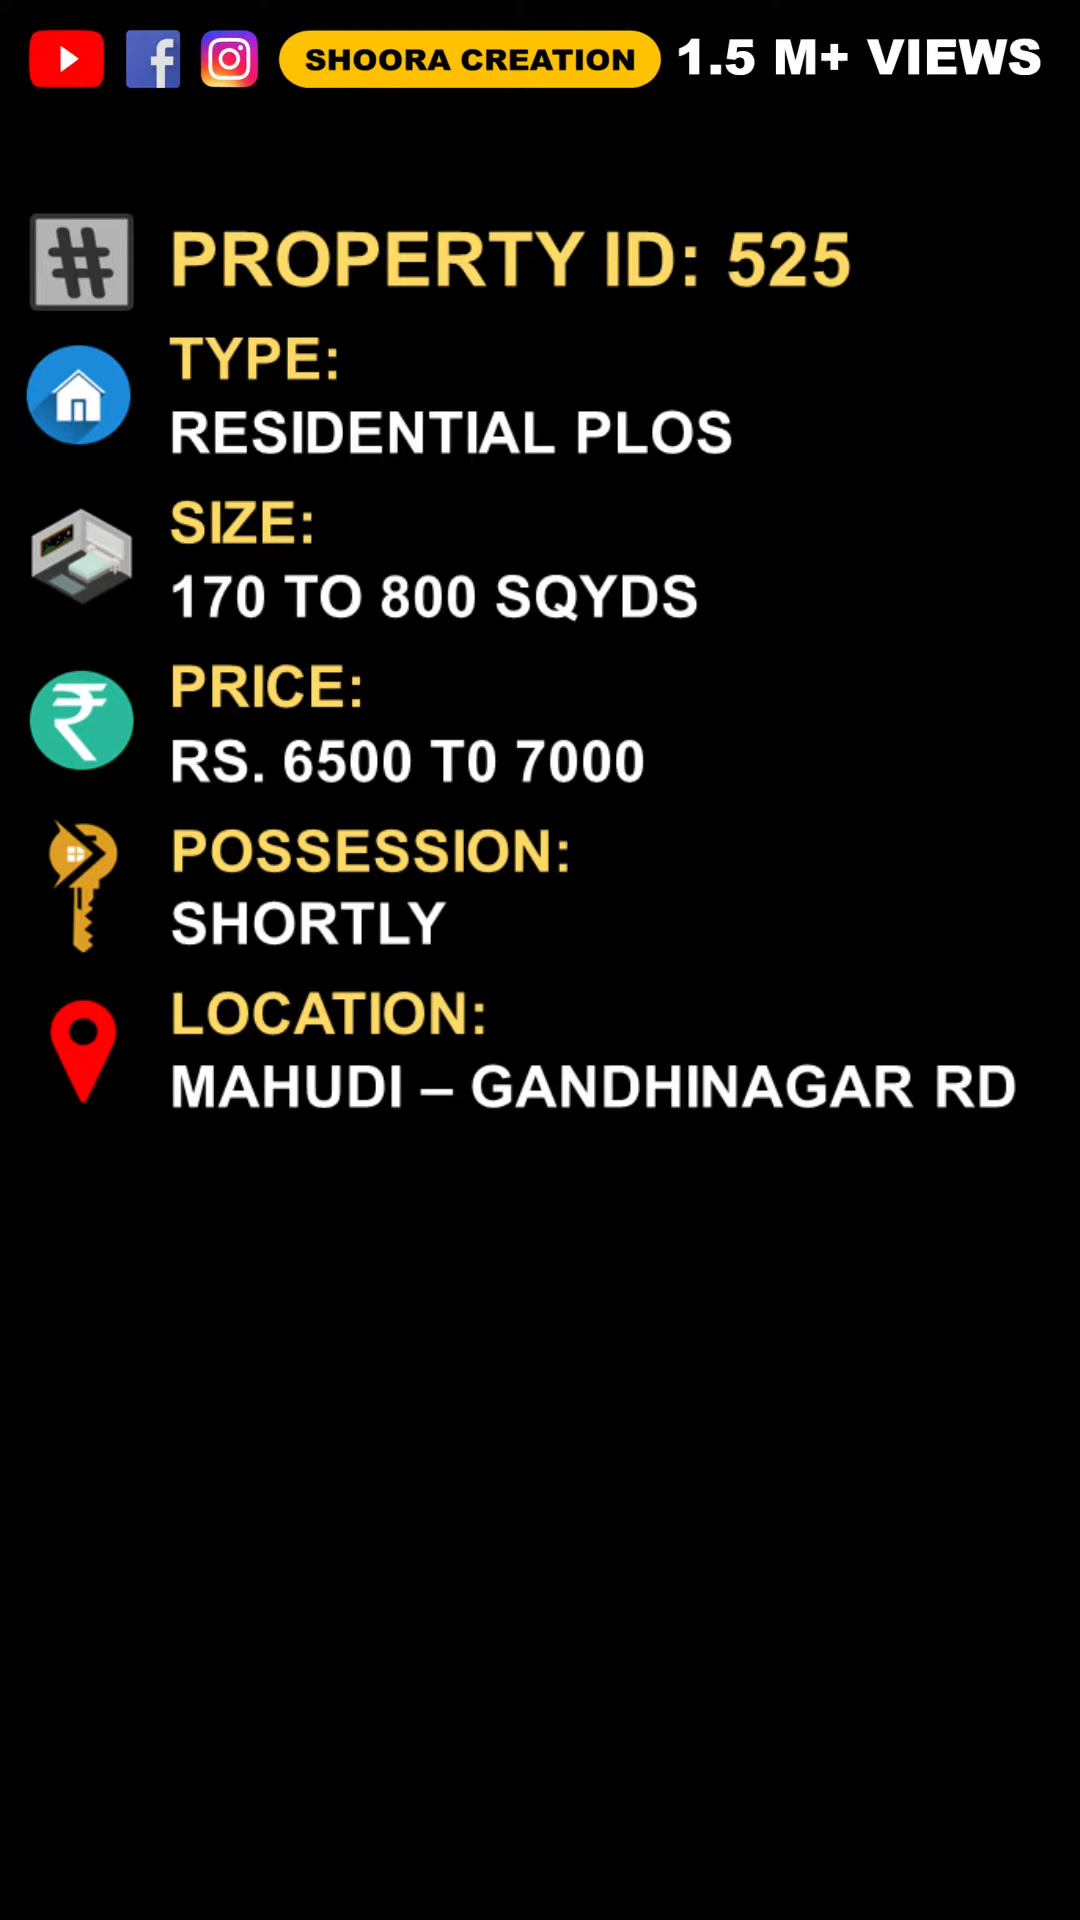 SHOORA CREATION 1.5 M+ VIEWS
PROPERTY ID: 525
TYPE:
RESIDENTIAL PLOS
SIZE:
170 TO 800 SQYDS
PRICE:
RS. 6500 T0 7000
POSSESSION:
SHORTLY
LOCATION:
MAHUDI – GANDHINAGAR RD